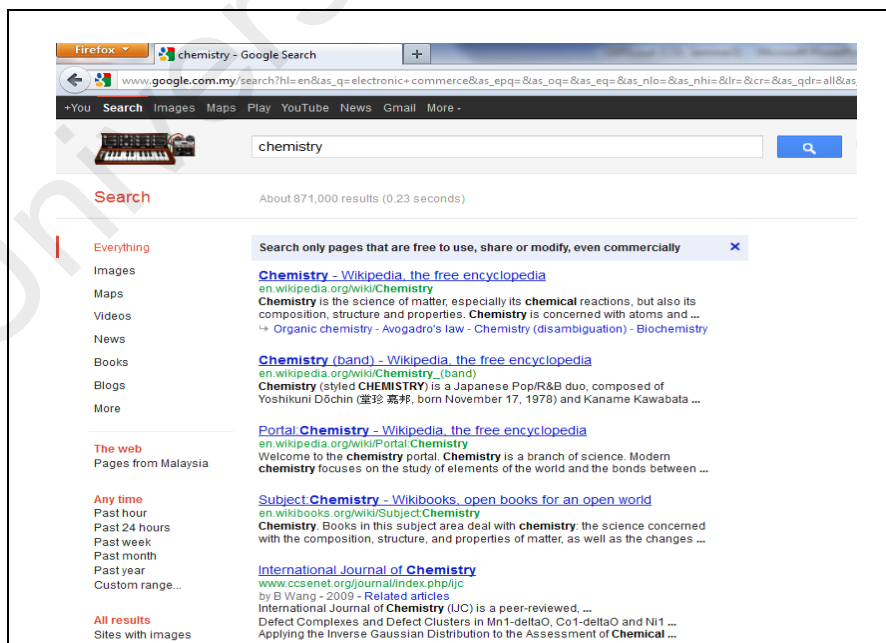 Firefox
chemistry - Google Search
+
www.google.com.my/search?hl=en&as_q=electronic+commerce&as_epq=&as_oq=&as_eq=&as_nlo=&as_nhi=&lr=&cr=&as_qdr=all&as
+You Search Images Maps Play YouTube News Gmail More -
chemistry
Search
About 871,000 results (0.23 seconds)
Everything
Images
Maps
Videos
News
Books
Blogs
More
The web
Pages from Malaysia
Any time
Past hour
Past 24 hours
Past week
Past month
Past year
Custom range...
All results
Sites with images
Search only pages that are free to use, share or modify, even commercially ×
Chemistry - Wikipedia, the free encyclopedia
en.wikipedia.org/wiki/Chemistry
Chemistry is the science of matter, especially its chemical reactions, but also its
composition, structure and properties. Chemistry is concerned with atoms and ...
↳ Organic chemistry - Avogadro's law - Chemistry (disambiguation) - Biochemistry
Chemistry (band) - Wikipedia, the free encyclopedia
en.wikipedia.org/wiki/Chemistry_(band)
Chemistry (styled CHEMISTRY) is a Japanese Pop/R&B duo, composed of
Yoshikuni Dōchin (堂珍 嘉邦, born November 17, 1978) and Kaname Kawabata ...
Portal:Chemistry - Wikipedia, the free encyclopedia
en.wikipedia.org/wiki/Portal:Chemistry
Welcome to the chemistry portal. Chemistry is a branch of science. Modern
chemistry focuses on the study of elements of the world and the bonds between ...
Subject:Chemistry - Wikibooks, open books for an open world
en.wikibooks.org/wiki/Subject:Chemistry
Chemistry. Books in this subject area deal with chemistry: the science concerned
with the composition, structure, and properties of matter, as well as the changes ...
International Journal of Chemistry
www.ccsenet.org/journal/index.php/ijc
by B Wang - 2009 - Related articles
International Journal of Chemistry (IJC) is a peer-reviewed, ...
Defect Complexes and Defect Clusters in Mn1-deltaO, Co1-deltaO and Ni1 ...
Applying the Inverse Gaussian Distribution to the Assessment of Chemical ...